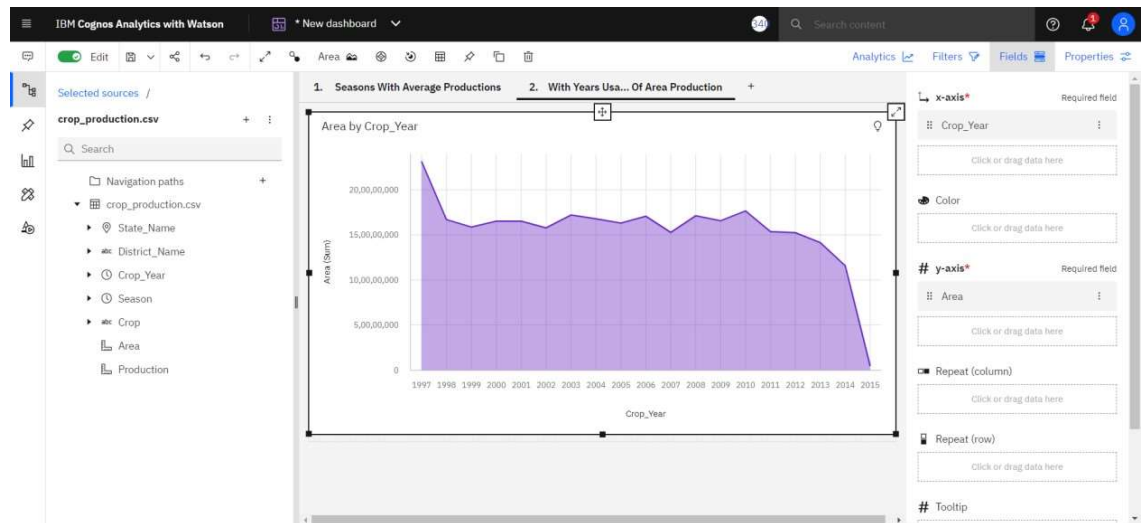 IBM Cognos Analytics with Watson
* New dashboard
Search content
1
Edit
Area
Analytics
Filters
Fields
Properties
Selected sources /
crop_production.csv
Search
Navigation paths
crop_production.csv
State_Name
abc District_Name
Crop_Year
Season
abc Crop
Area
Production
1. Seasons With Average Productions
2. With Years Usa... Of Area Production
+
Area by Crop_Year
Area (Sum)
20,00,00,000
15,00,00,000
10,00,00,000
5,00,00,000
0
1997 1998 1999 2000 2001 2002 2003 2004 2005 2006 2007 2008 2009 2010 2011 2012 2013 2014 2015
Crop_Year
x-axis* Required field
Crop_Year
Click or drag data here
Color
Click or drag data here
# y-axis* Required field
Area
Click or drag data here
Repeat (column)
Click or drag data here
Repeat (row)
Click or drag data here
# Tooltip